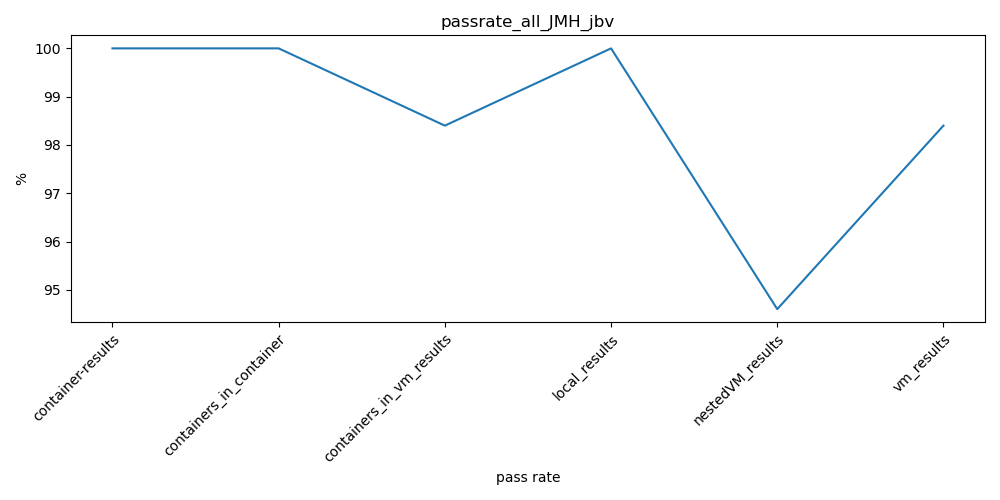 passrate_all_JMH_jbv
%
100
99
98
97
96
95
container-results
containers_in_container
containers_in_vm_results
local_results
nestedVM_results
vm_results
pass rate